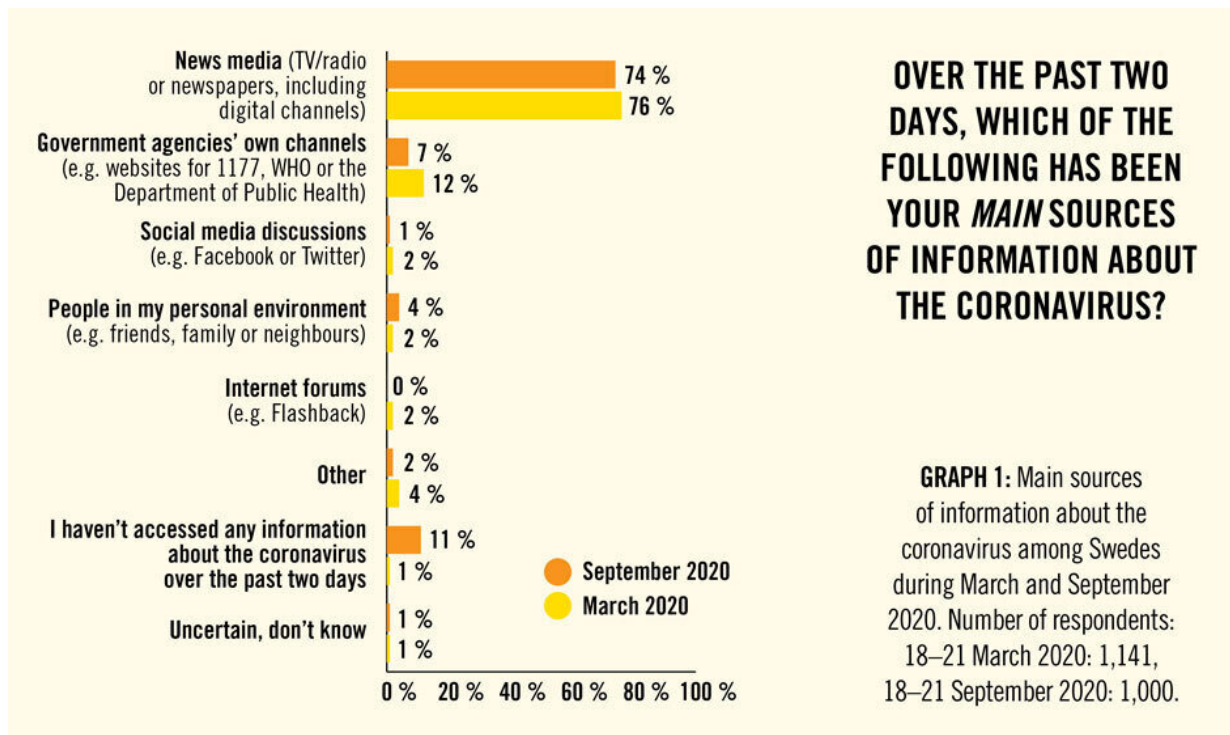 News media (TV/radio
or newspapers, including
digital channels)
74 %
76 %
Government agencies' own channels
(e.g. websites for 1177, WHO or the
Department of Public Health)
7 %
12 %
Social media discussions
(e.g. Facebook or Twitter)
1 %
2 %
People in my personal environment
(e.g. friends, family or neighbours)
4 %
2 %
Internet forums
(e.g. Flashback)
0 %
2 %
Other
2 %
4 %
I haven't accessed any information
about the coronavirus
over the past two days
11 %
1 %
Uncertain, don't know
1 %
1 %
0 % 20 % 40 % 60 % 80 % 100 %
September 2020
March 2020
OVER THE PAST TWO
DAYS, WHICH OF THE
FOLLOWING HAS BEEN
YOUR MAIN SOURCES
OF INFORMATION ABOUT
THE CORONAVIRUS?
GRAPH 1: Main sources
of information about the
coronavirus among Swedes
during March and September
2020. Number of respondents:
18–21 March 2020: 1,141,
18–21 September 2020: 1,000.